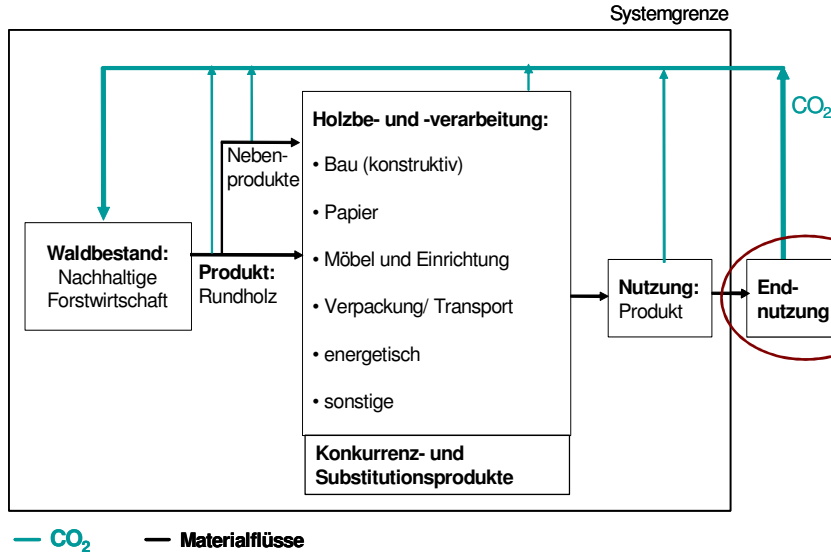 Systemgrenze
CO₂
Holzbe- und -verarbeitung:
• Bau (konstruktiv)
• Papier
• Möbel und Einrichtung
• Verpackung/ Transport
• energetisch
• sonstige
Neben-
produkte
Waldbestand:
Nachhaltige
Forstwirtschaft
Produkt:
Rundholz
Nutzung:
Produkt
End-
nutzung
Konkurrenz- und
Substitutionsprodukte
CO₂
Materialflüsse